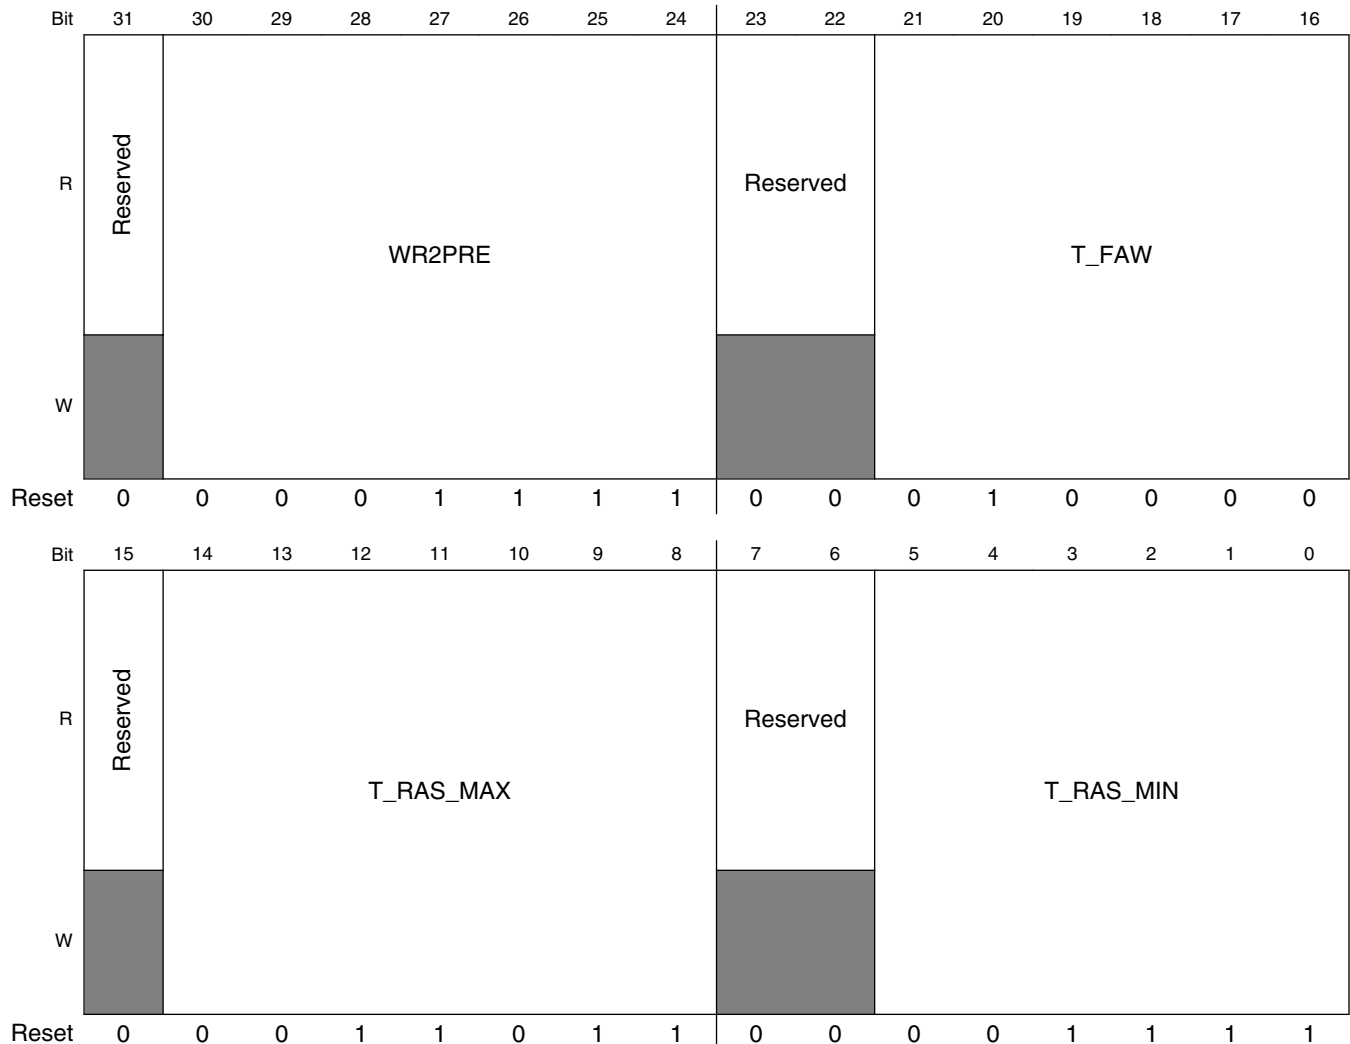 Bit 31 30 29 28 27 26 25 24 23 22 21 20 19 18 17 16
R Reserved Reserved
WR2PRE T_FAW
W
Reset 0 0 0 0 1 1 1 1 0 0 0 1 0 0 0 0
Bit 15 14 13 12 11 10 9 8 7 6 5 4 3 2 1 0
R Reserved Reserved
T_RAS_MAX T_RAS_MIN
W
Reset 0 0 0 1 1 0 1 1 0 0 0 0 1 1 1 1